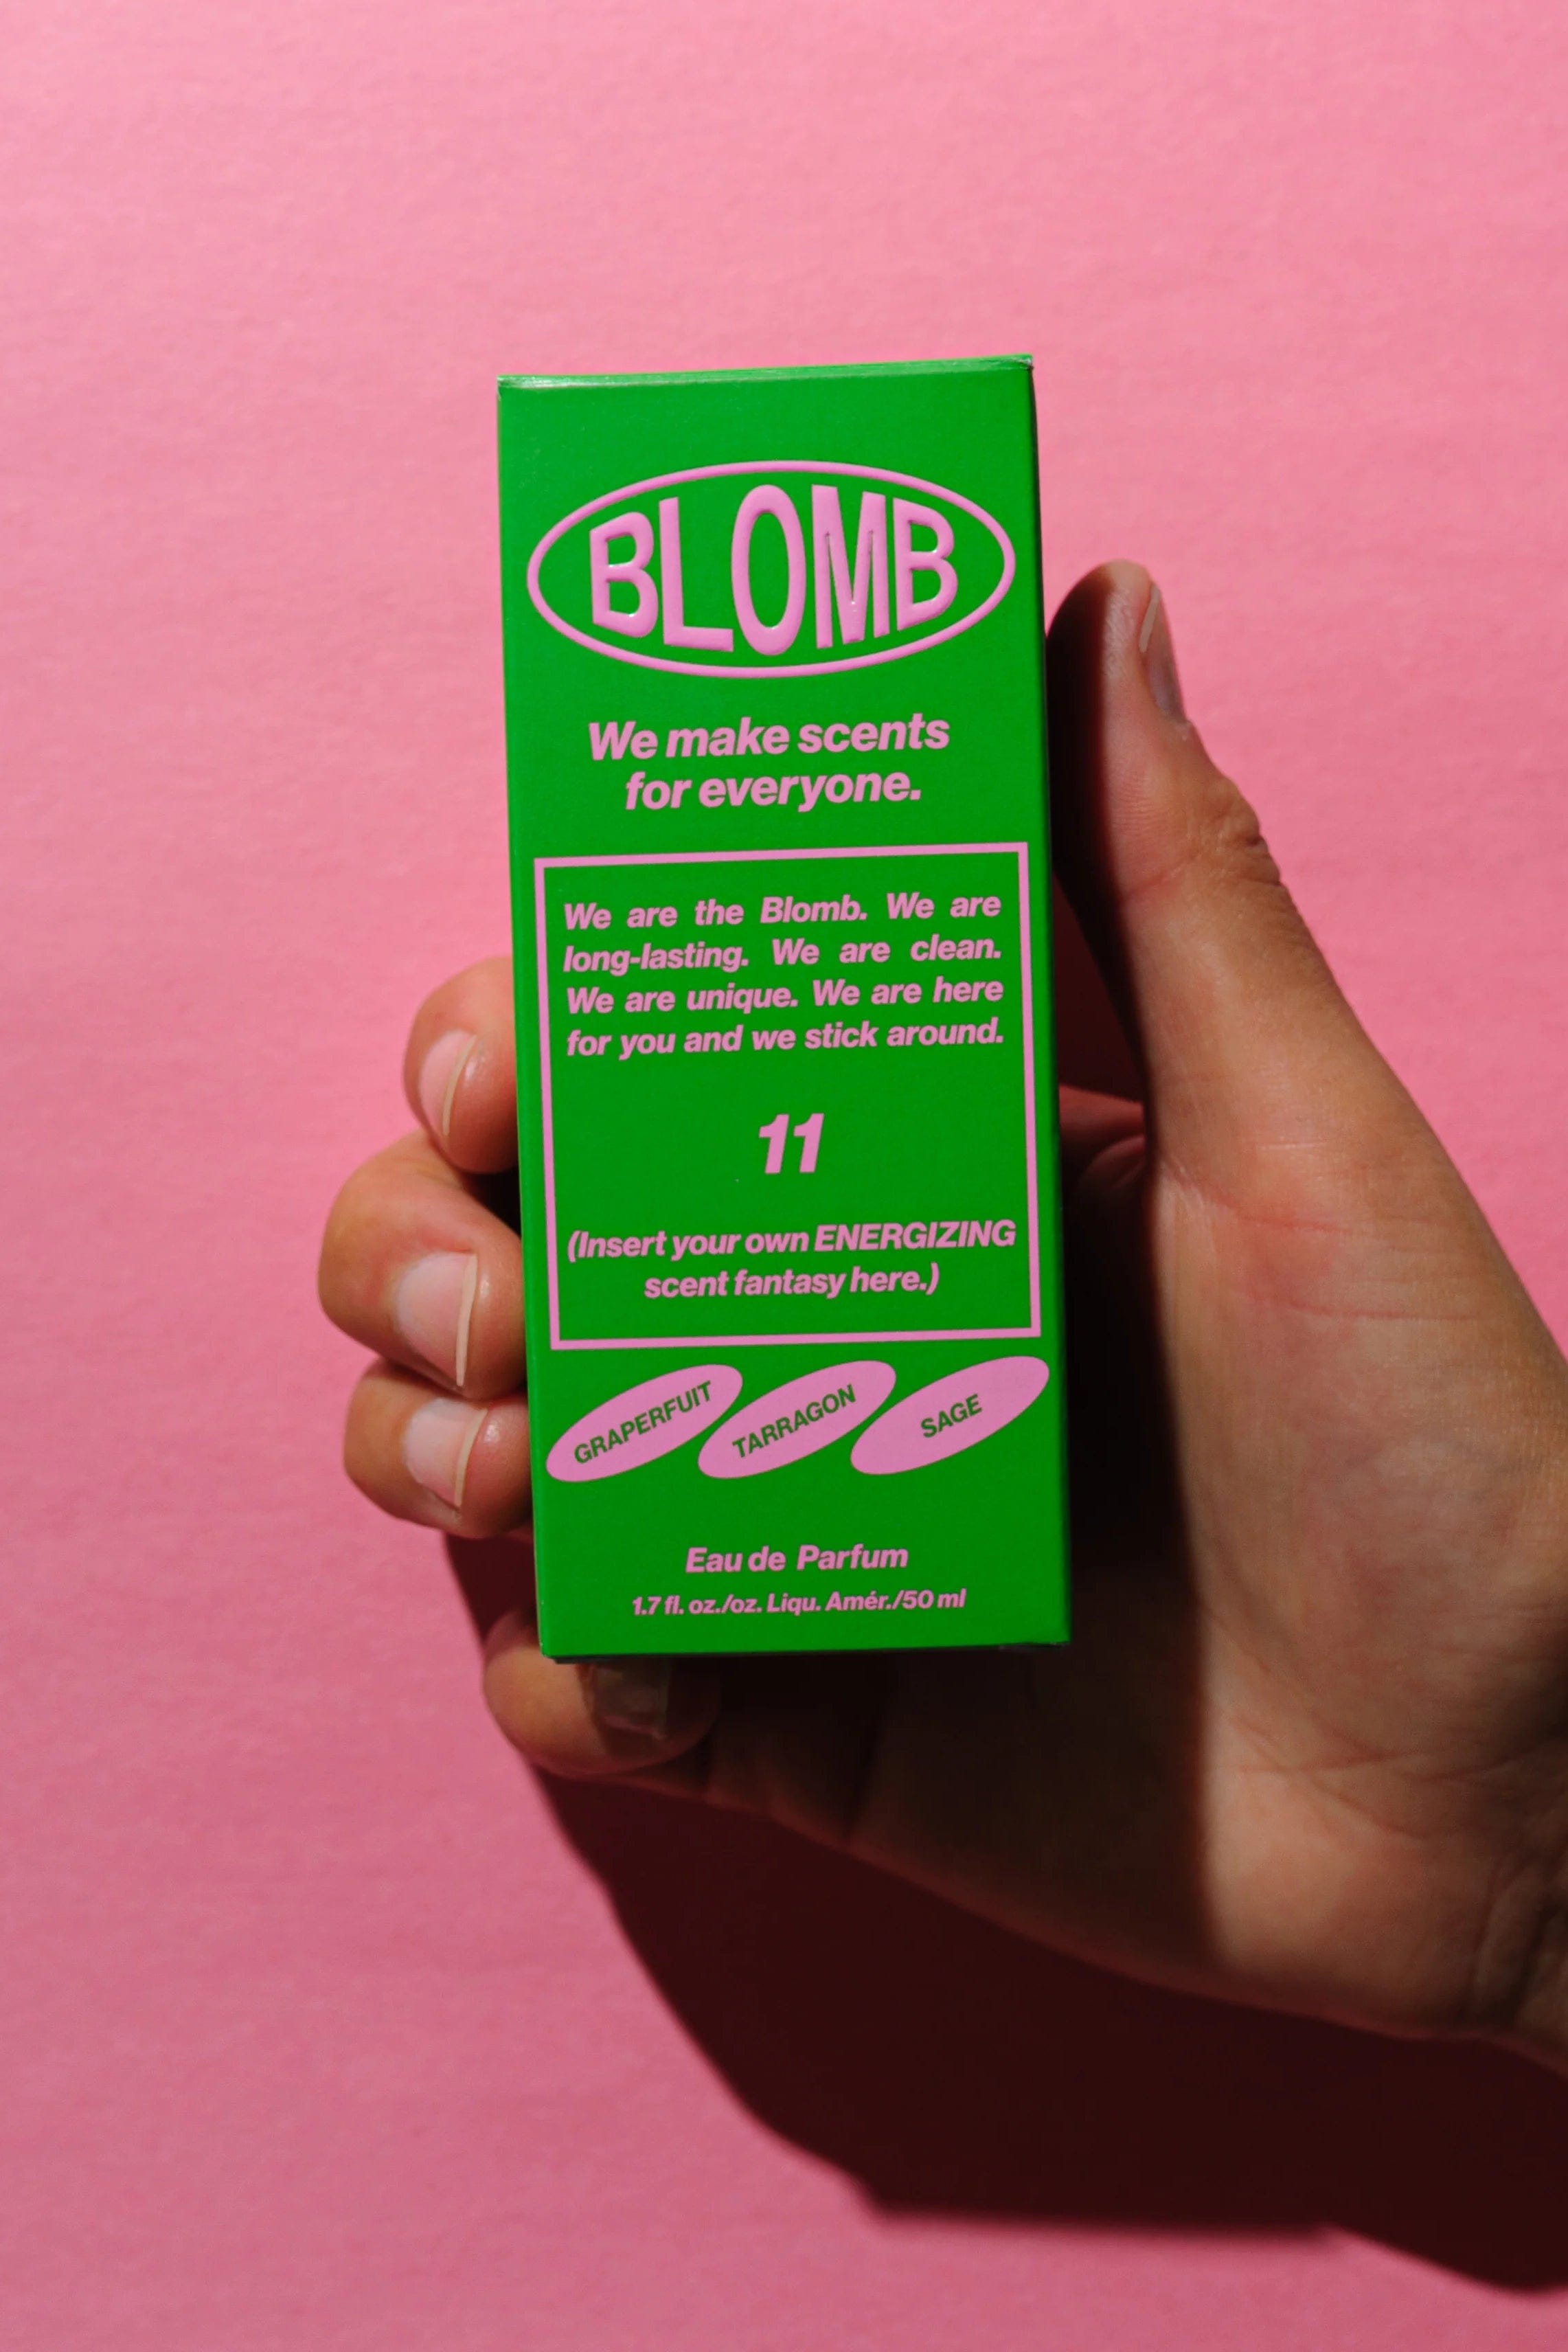 BLOMB
We make scents
for everyone.
We are the Blomb. We are
long-lasting. We are clean.
We are unique. We are here
for you and we stick around.
11
(Insert your own ENERGIZING
scent fantasy here.)
GRAPERFUIT TARRAGON SAGE
Eau de Parfum
1.7 fl. oz./oz. Liqu. Amér./50 ml